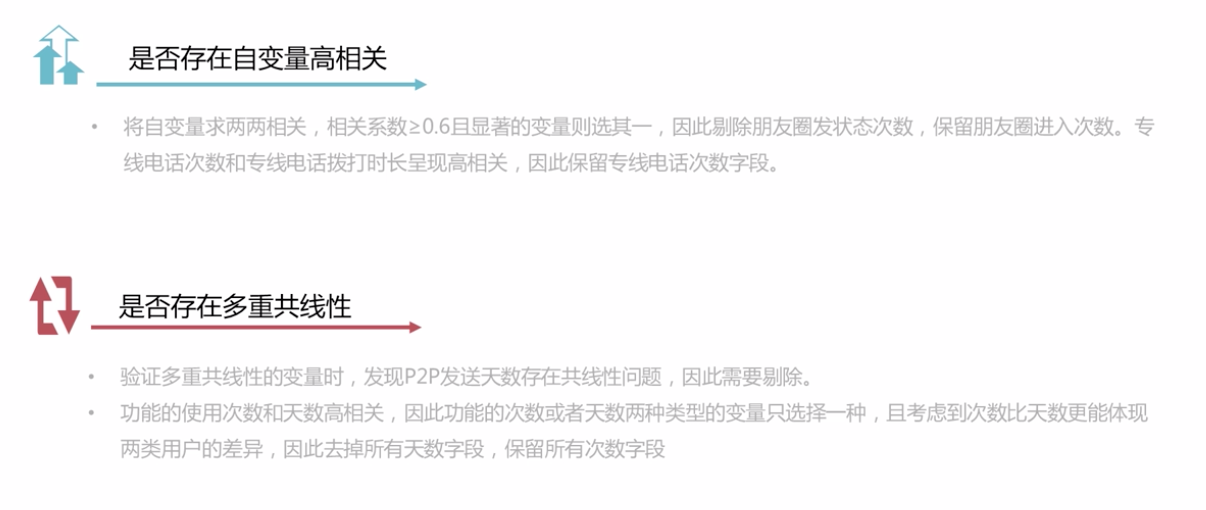 是否存在自变量高相关
• 将自变量求两两相关，相关系数≥0.6且显著的变量则选其一，因此剔除朋友圈发状态次数，保留朋友圈进入次数。专
线电话次数和专线电话拨打时长呈现高相关，因此保留专线电话次数字段。
是否存在多重共线性
• 验证多重共线性的变量时，发现P2P发送天数存在共线性问题，因此需要剔除。
• 功能的使用次数和天数高相关，因此功能的次数或者天数两种类型的变量只选择一种，且考虑到次数比天数更能体现
两类用户的差异，因此去掉所有天数字段，保留所有次数字段